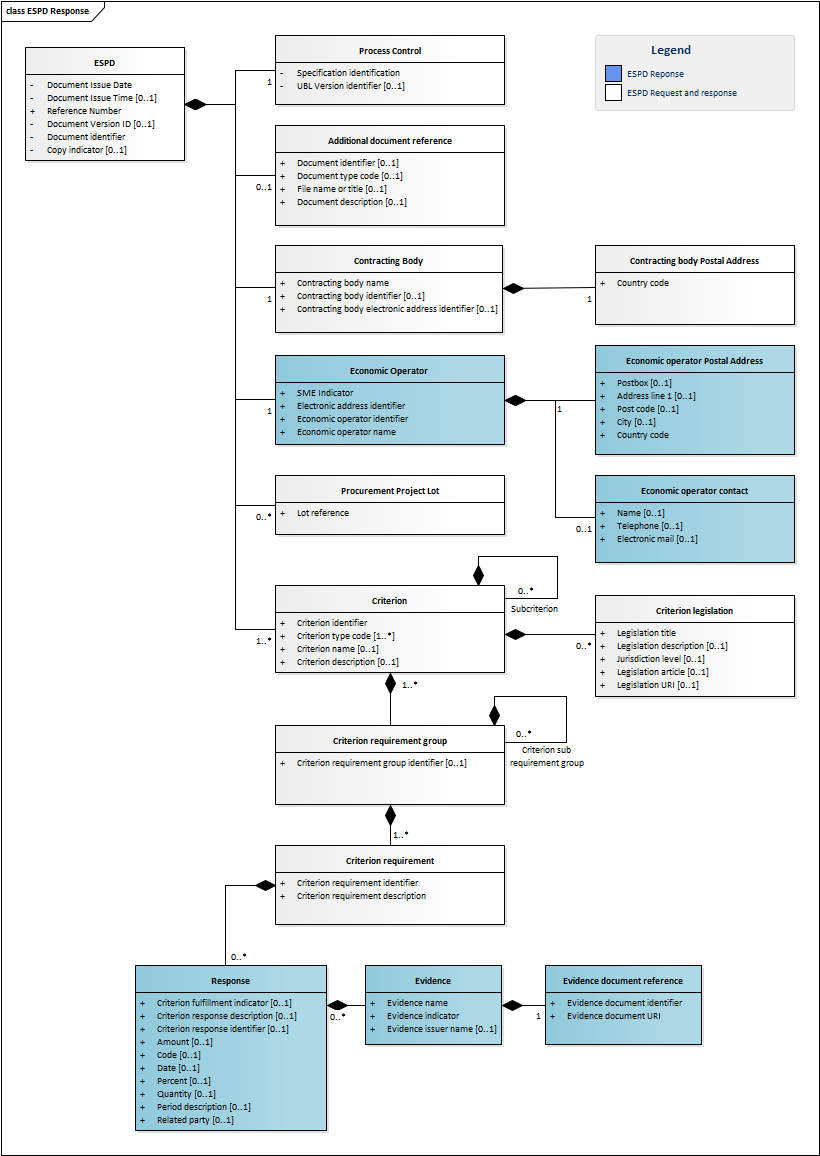 class ESPD Response
ESPD
- Document Issue Date
- Document Issue Time [0..1]
+ Reference Number
- Document Version ID [0..1]
- Document identifier
- Copy indicator [0..1]
Process Control
- Specification identification
- UBL Version identifier [0..1]
1
Legend
ESPD Reponse
ESPD Request and response
Additional document reference
+ Document identifier [0..1]
+ Document type code [0..1]
+ File name or title [0..1]
+ Document description [0..1]
0..1
Contracting Body
+ Contracting body name
+ Contracting body identifier [0..1]
+ Contracting body electronic address identifier [0..1]
1
Contracting body Postal Address
+ Country code
1
Economic Operator
+ SME Indicator
+ Electronic address identifier
+ Economic operator identifier
+ Economic operator name
1
Economic operator Postal Address
+ Postbox [0..1]
+ Address line 1 [0..1]
+ Post code [0..1]
+ City [0..1]
+ Country code
1
Procurement Project Lot
+ Lot reference
0..*
Economic operator contact
+ Name [0..1]
+ Telephone [0..1]
+ Electronic mail [0..1]
0..1
Criterion
+ Criterion identifier
+ Criterion type code [1..*]
+ Criterion name [0..1]
+ Criterion description [0..1]
1..*
0..*
Subcriterion
Criterion legislation
+ Legislation title
+ Legislation description [0..1]
+ Jurisdiction level [0..1]
+ Legislation article [0..1]
+ Legislation URI [0..1]
0..*
1..*
Criterion requirement group
+ Criterion requirement group identifier [0..1]
0..*
Criterion sub
requirement group
1..*
Criterion requirement
+ Criterion requirement identifier
+ Criterion requirement description
0..*
Response
+ Criterion fulfillment indicator [0..1]
+ Criterion response description [0..1]
+ Criterion response identifier [0..1]
+ Amount [0..1]
+ Code [0..1]
+ Date [0..1]
+ Percent [0..1]
+ Quantity [0..1]
+ Period description [0..1]
+ Related party [0..1]
0..*
Evidence
+ Evidence name
+ Evidence indicator
+ Evidence issuer name [0..1]
1
Evidence document reference
+ Evidence document identifier
+ Evidence document URI